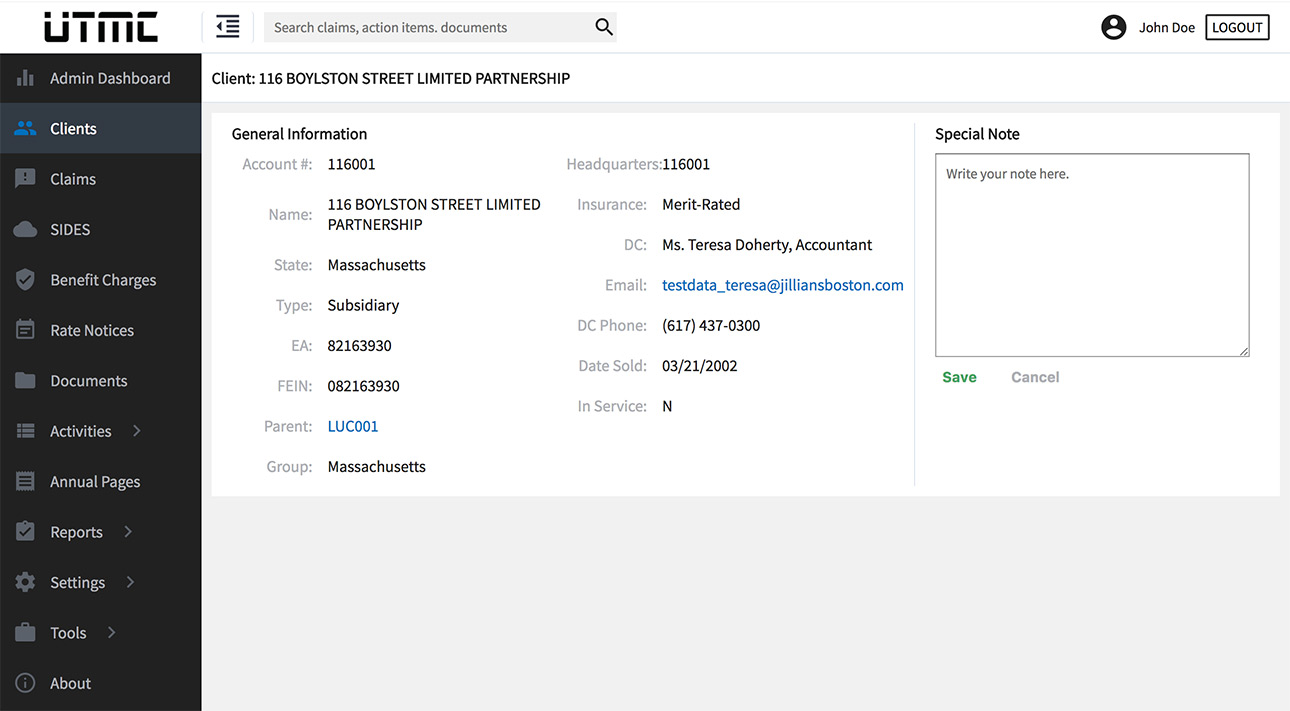 UTMC
Search claims, action items. documents
John Doe
LOGOUT
Admin Dashboard
Clients
Claims
SIDES
Benefit Charges
Rate Notices
Documents
Activities
Annual Pages
Reports
Settings
Tools
About
Client: 116 BOYLSTON STREET LIMITED PARTNERSHIP
General Information
Account #: 116001
Name: 116 BOYLSTON STREET LIMITED
PARTNERSHIP
State: Massachusetts
Type: Subsidiary
EA: 82163930
FEIN: 082163930
Parent: LUC001
Group: Massachusetts
Headquarters:116001
Insurance: Merit-Rated
DC: Ms. Teresa Doherty, Accountant
Email: testdata_teresa@jilliansboston.com
DC Phone: (617) 437-0300
Date Sold: 03/21/2002
In Service: N
Special Note
Write your note here.
Save Cancel